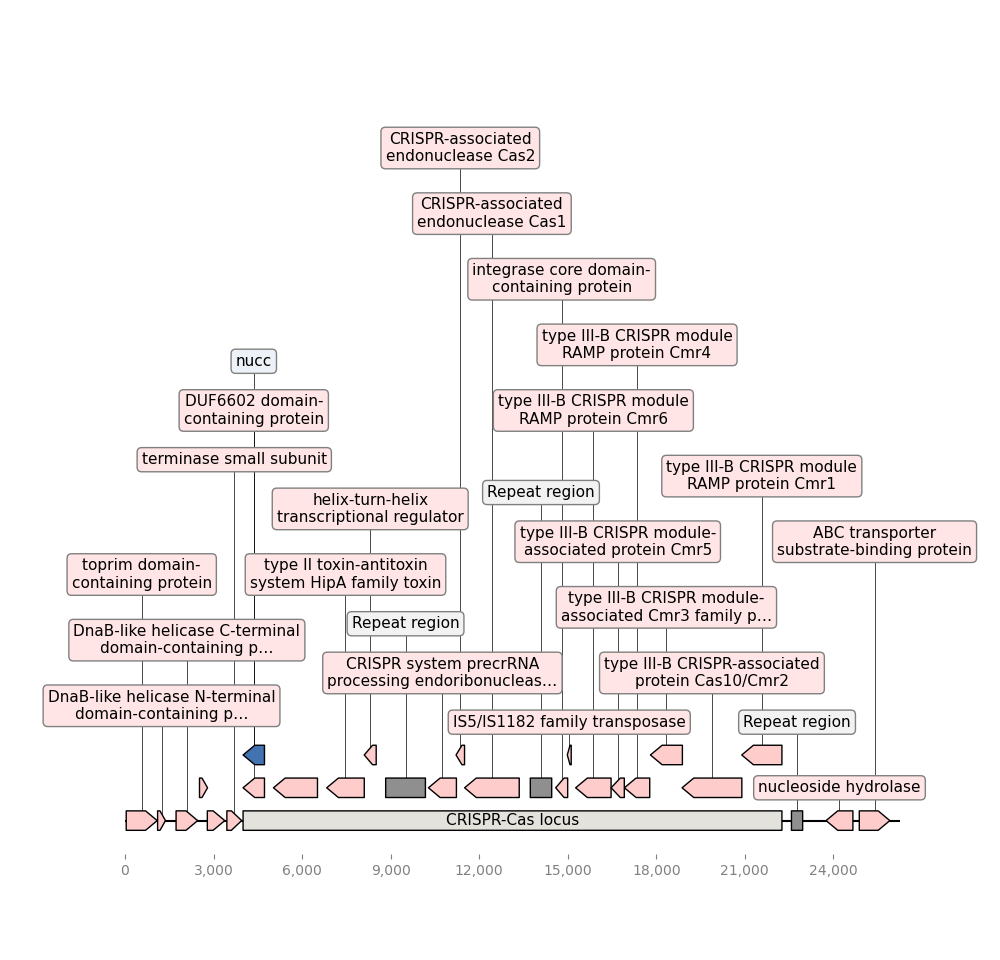 CRISPR-associated
endonuclease Cas2
CRISPR-associated
endonuclease Cas1
integrase core domain-
containing protein
type III-B CRISPR module
RAMP protein Cmr4
nucc
DUF6602 domain-
containing protein
type III-B CRISPR module
RAMP protein Cmr6
terminase small subunit
type III-B CRISPR module
RAMP protein Cmr1
Repeat region
helix-turn-helix
transcriptional regulator
type III-B CRISPR module-
associated protein Cmr5
ABC transporter
substrate-binding protein
toprim domain-
containing protein
type II toxin-antitoxin
system HipA family toxin
type III-B CRISPR module-
associated Cmr3 family p…
Repeat region
DnaB-like helicase C-terminal
domain-containing p…
CRISPR system precrRNA
processing endoribonucleas…
type III-B CRISPR-associated
protein Cas10/Cmr2
DnaB-like helicase N-terminal
domain-containing p…
IS5/IS1182 family transposase
Repeat region
nucleoside hydrolase
CRISPR-Cas locus
0 3,000 6,000 9,000 12,000 15,000 18,000 21,000 24,000